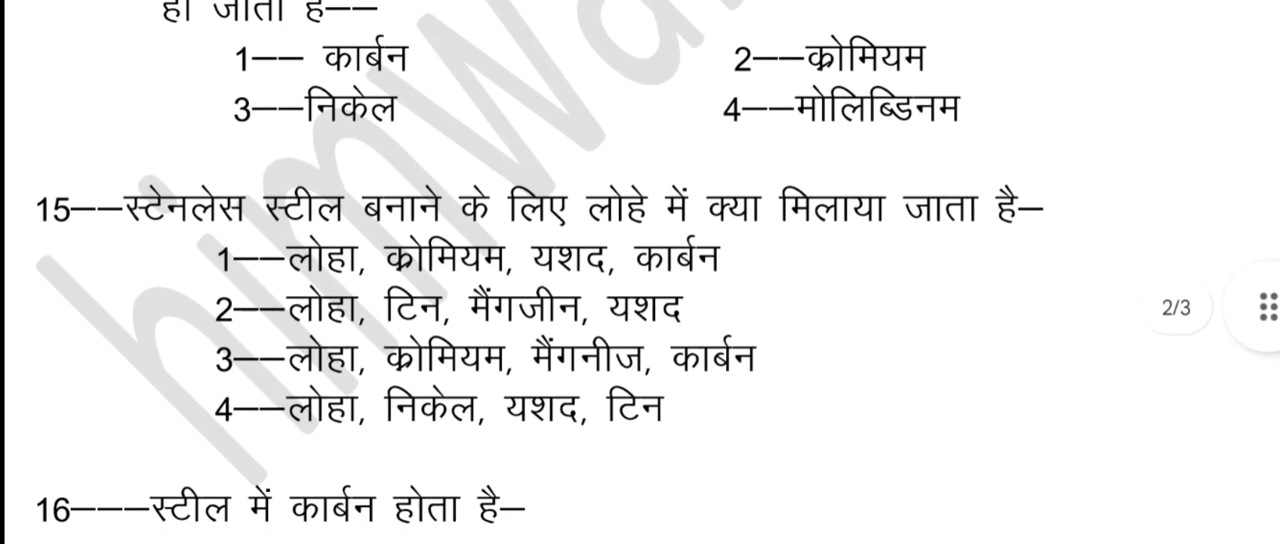 हो जाता है——
1—— कार्बन 2——क्रोमियम
3——निकेल 4——मोलिब्डिनम
15——स्टेनलेस स्टील बनाने के लिए लोहे में क्या मिलाया जाता है—
1——लोहा, क्रोमियम, यशद, कार्बन
2——लोहा, टिन, मैंगजीन, यशद
2/3
3——लोहा, क्रोमियम, मैंगनीज, कार्बन
4——लोहा, निकेल, यशद, टिन
16———स्टील में कार्बन होता है—